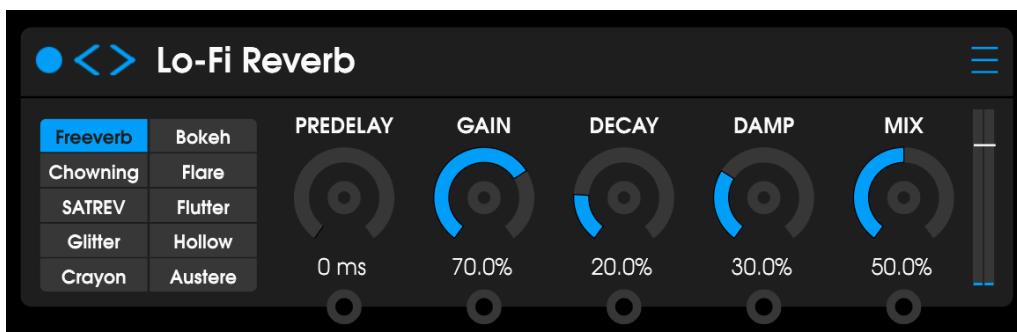 Lo-Fi Reverb
Freeverb Bokeh
Chowning Flare
SATREV Flutter
Glitter Hollow
Crayon Austere
PREDELAY GAIN DECAY DAMP MIX
0 ms 70.0% 20.0% 30.0% 50.0%